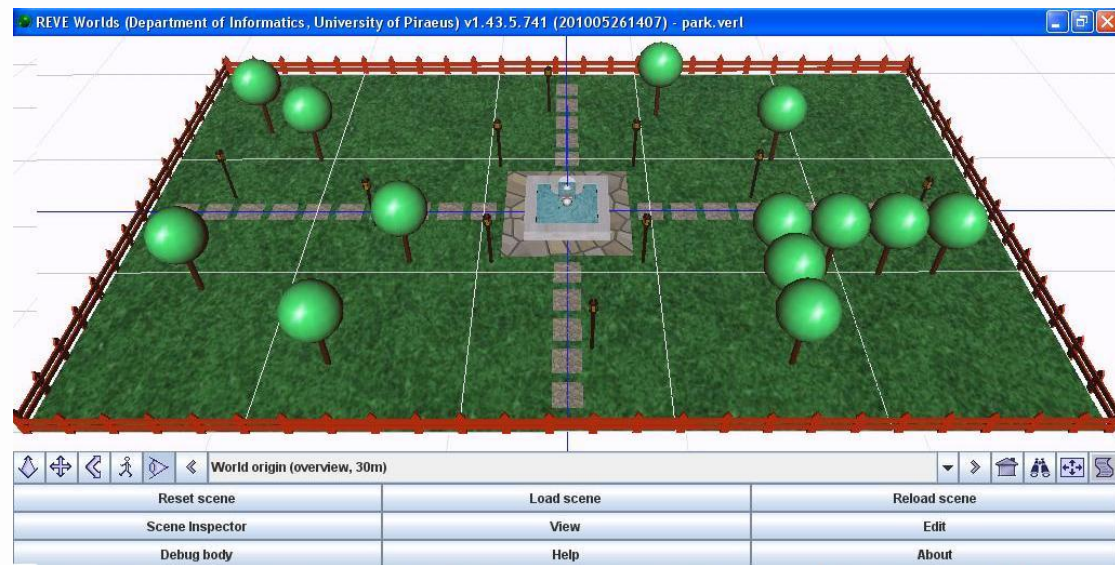 REVE Worlds (Department of Informatics, University of Piraeus) v1.43.5.741 (201005261407) - park.verl
World origin (overview, 30m)
Reset scene Load scene Reload scene
Scene Inspector View Edit
Debug body Help About